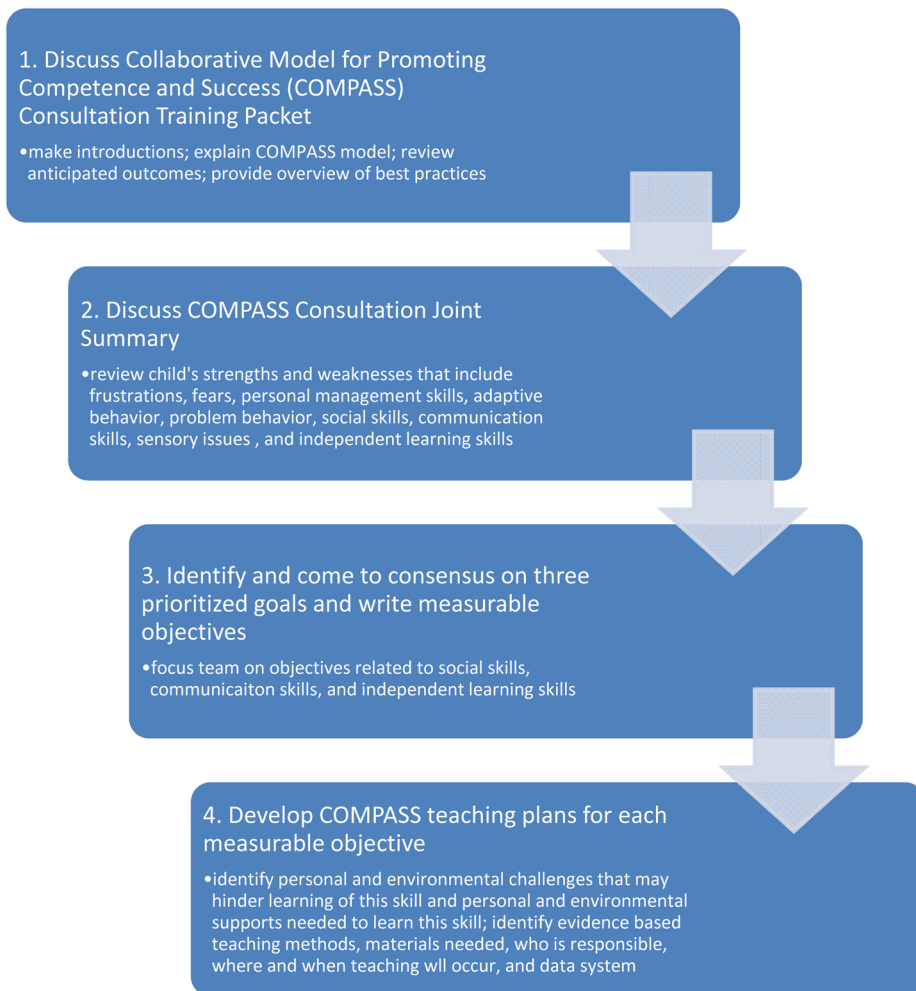 1. Discuss Collaborative Model for Promoting
Competence and Success (COMPASS)
Consultation Training Packet
•make introductions; explain COMPASS model; review
anticipated outcomes; provide overview of best practices
2. Discuss COMPASS Consultation Joint
Summary
•review child's strengths and weaknesses that include
frustrations, fears, personal management skills, adaptive
behavior, problem behavior, social skills, communication
skills, sensory issues , and independent learning skills
3. Identify and come to consensus on three
prioritized goals and write measurable
objectives
•focus team on objectives related to social skills,
communicaiton skills, and independent learning skills
4. Develop COMPASS teaching plans for each
measurable objective
•identify personal and environmental challenges that may
hinder learning of this skill and personal and environmental
supports needed to learn this skill; identify evidence based
teaching methods, materials needed, who is responsible,
where and when teaching wll occur, and data system